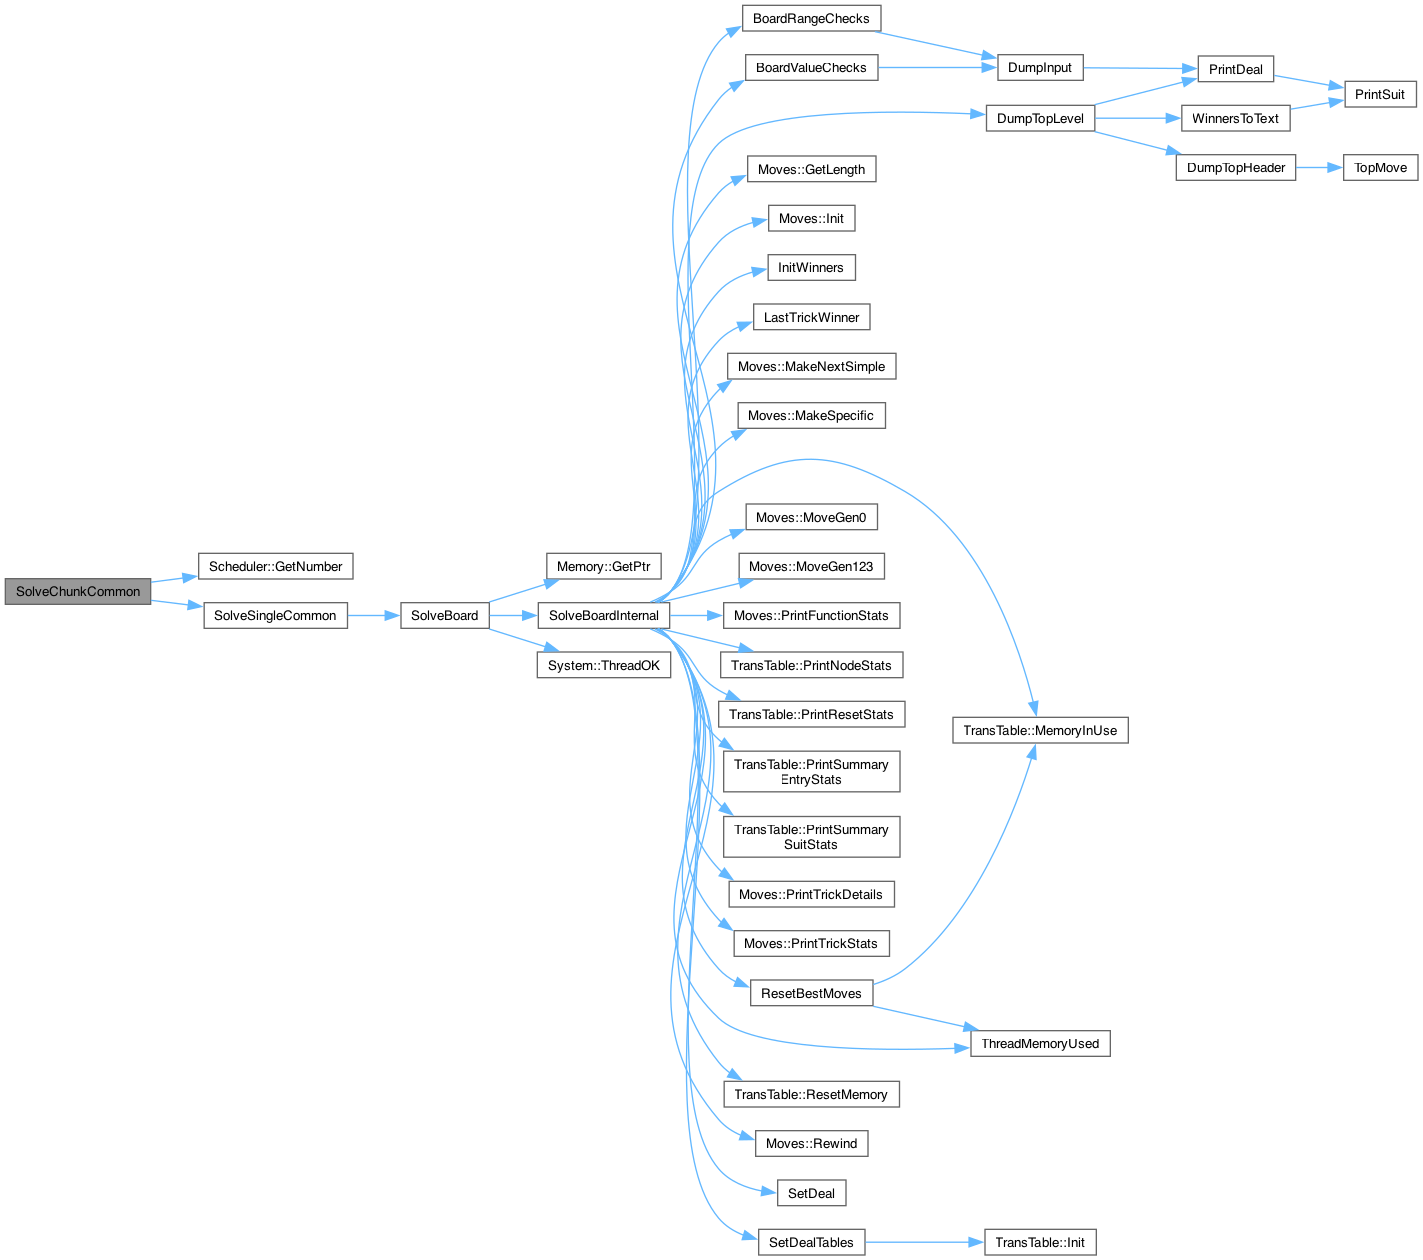 BoardRangeChecks
BoardValueChecks
DumpInput
PrintDeal
PrintSuit
DumpTopLevel
WinnersToText
Moves::GetLength
DumpTopHeader
TopMove
Moves::Init
InitWinners
LastTrickWinner
Moves::MakeNextSimple
Moves::MakeSpecific
Moves::MoveGen0
Scheduler::GetNumber
Memory::GetPtr
Moves::MoveGen123
SolveChunkCommon
SolveSingleCommon
SolveBoard
SolveBoardInternal
Moves::PrintFunctionStats
System::ThreadOK
TransTable::PrintNodeStats
TransTable::PrintResetStats
TransTable::MemoryInUse
TransTable::PrintSummary
EntryStats
TransTable::PrintSummary
SuitStats
Moves::PrintTrickDetails
Moves::PrintTrickStats
ResetBestMoves
ThreadMemoryUsed
TransTable::ResetMemory
Moves::Rewind
SetDeal
SetDealTables
TransTable::Init